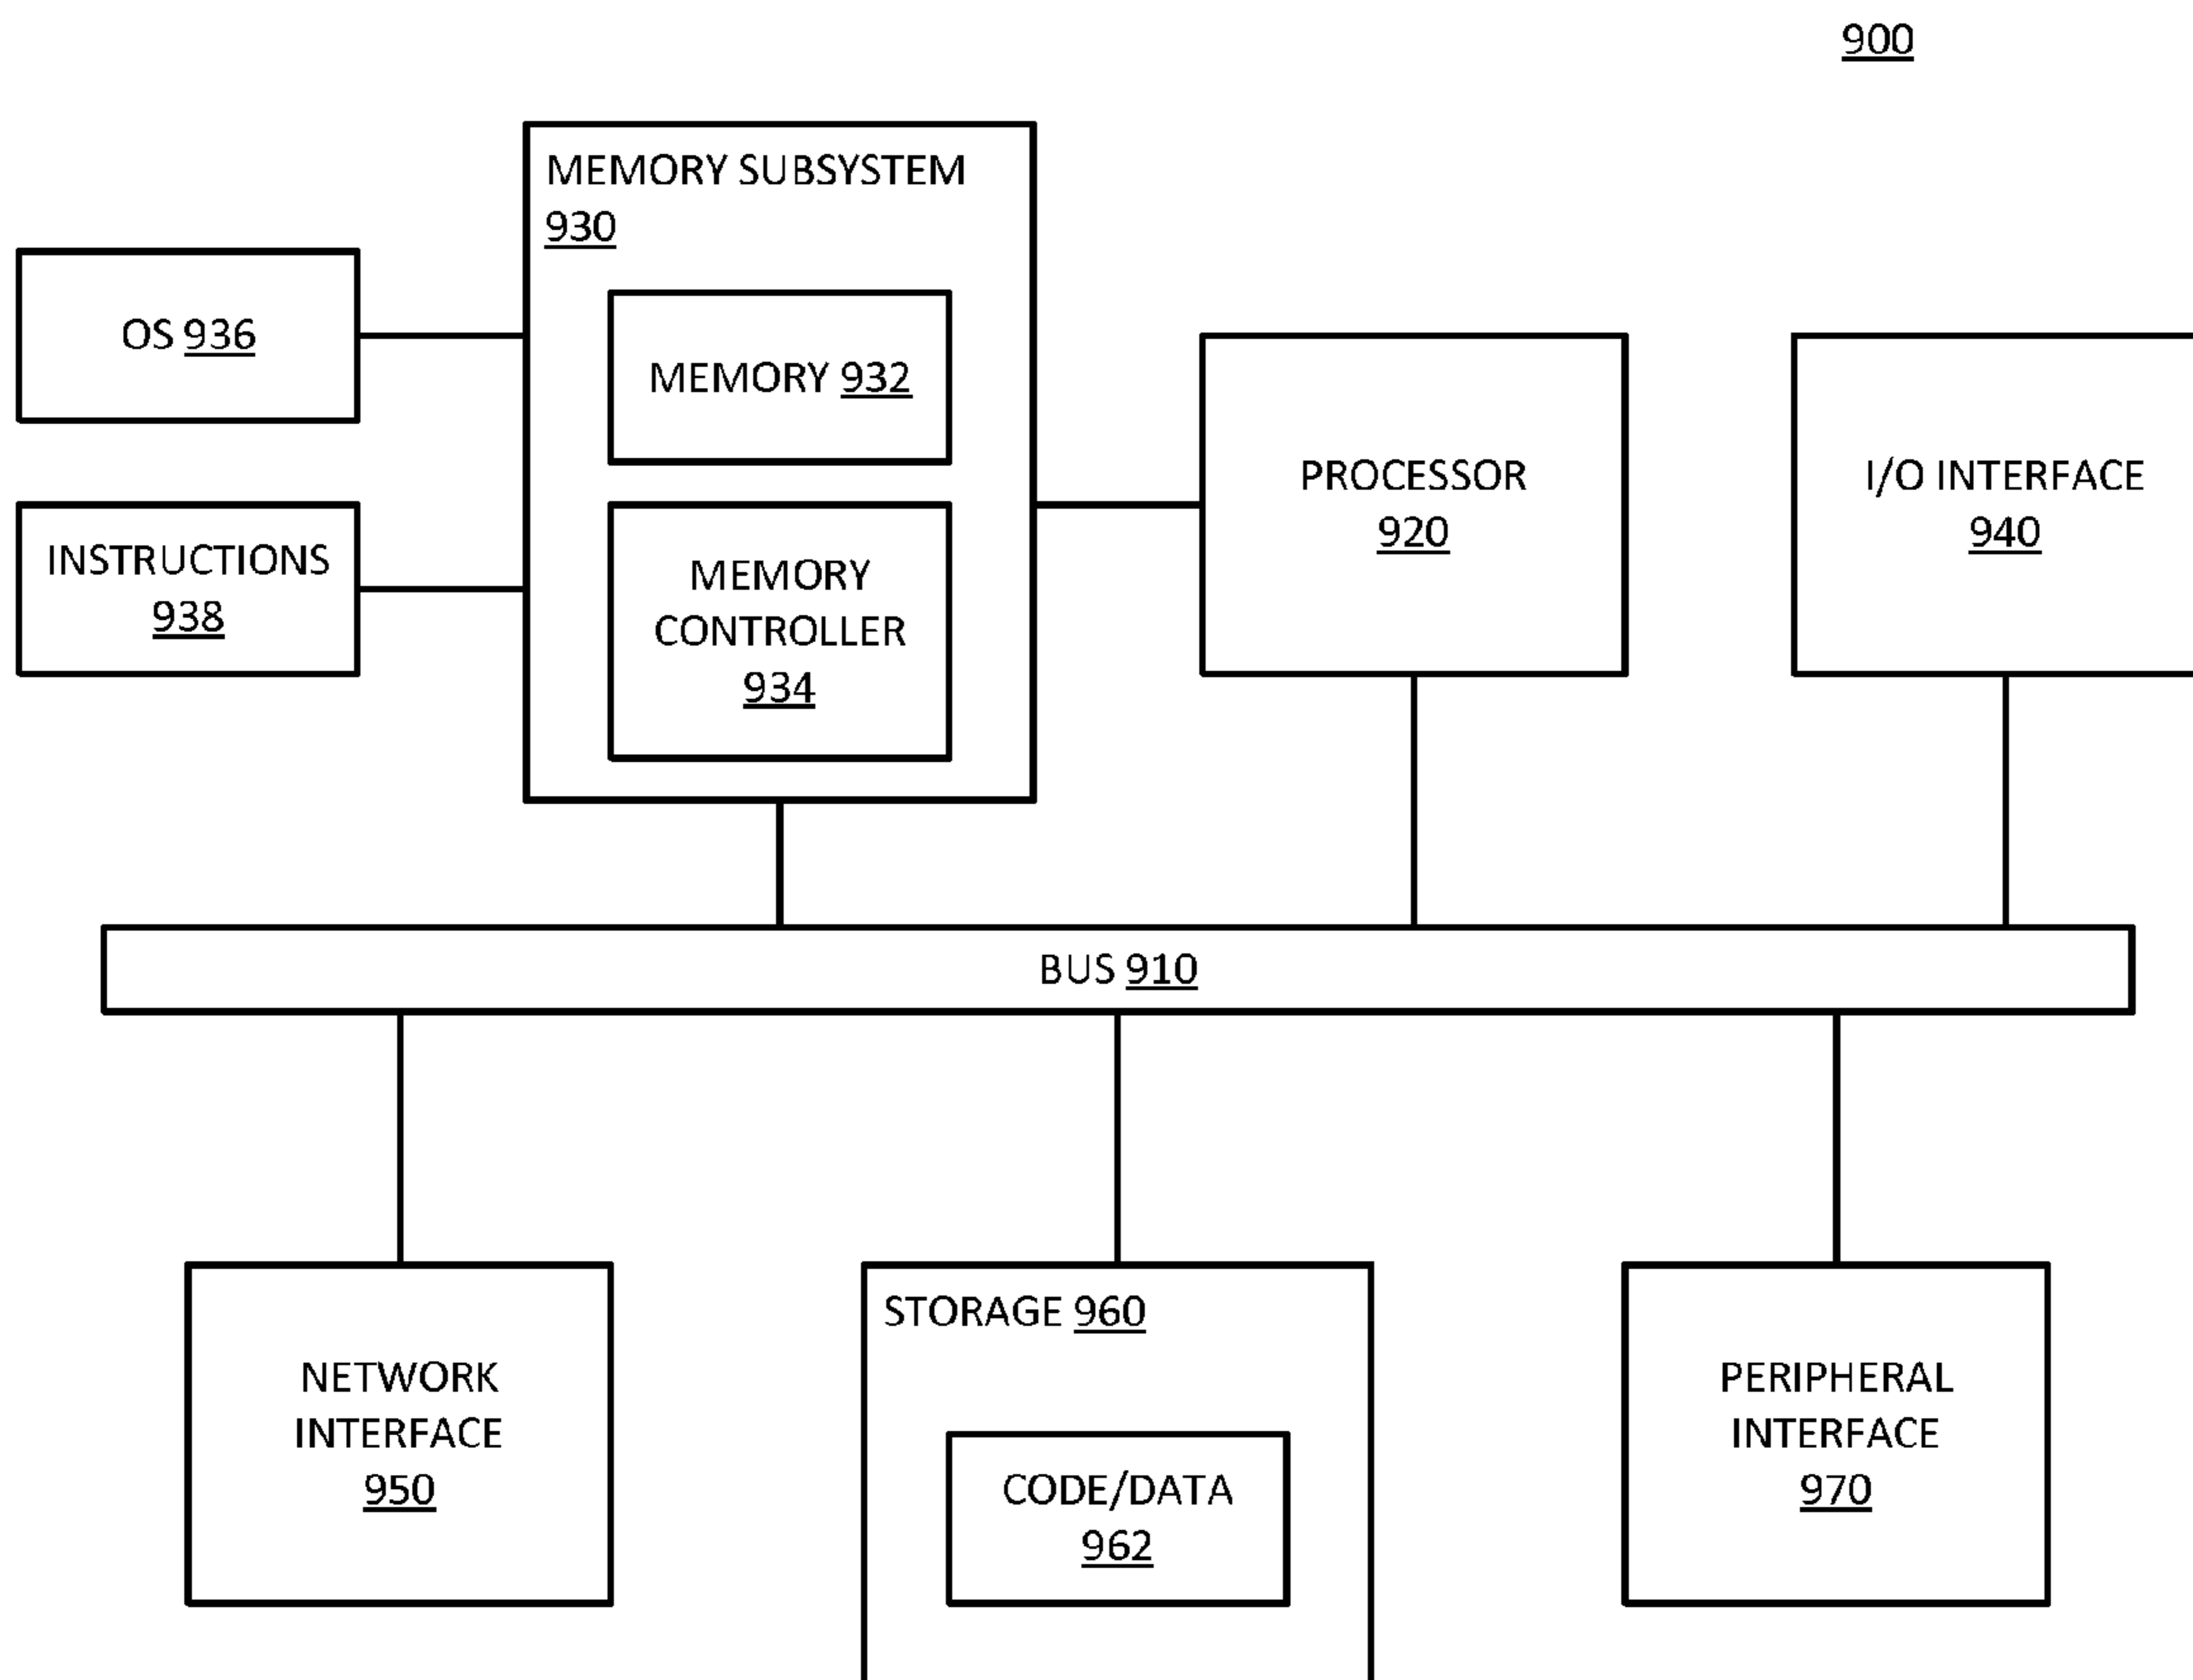 900
MEMORY SUBSYSTEM
930
OS 936
MEMORY 932
INSTRUCTIONS
938
MEMORY
CONTROLLER
934
PROCESSOR
920
I/O INTERFACE
940
BUS 910
NETWORK
INTERFACE
950
STORAGE 960
CODE/DATA
962
PERIPHERAL
INTERFACE
970